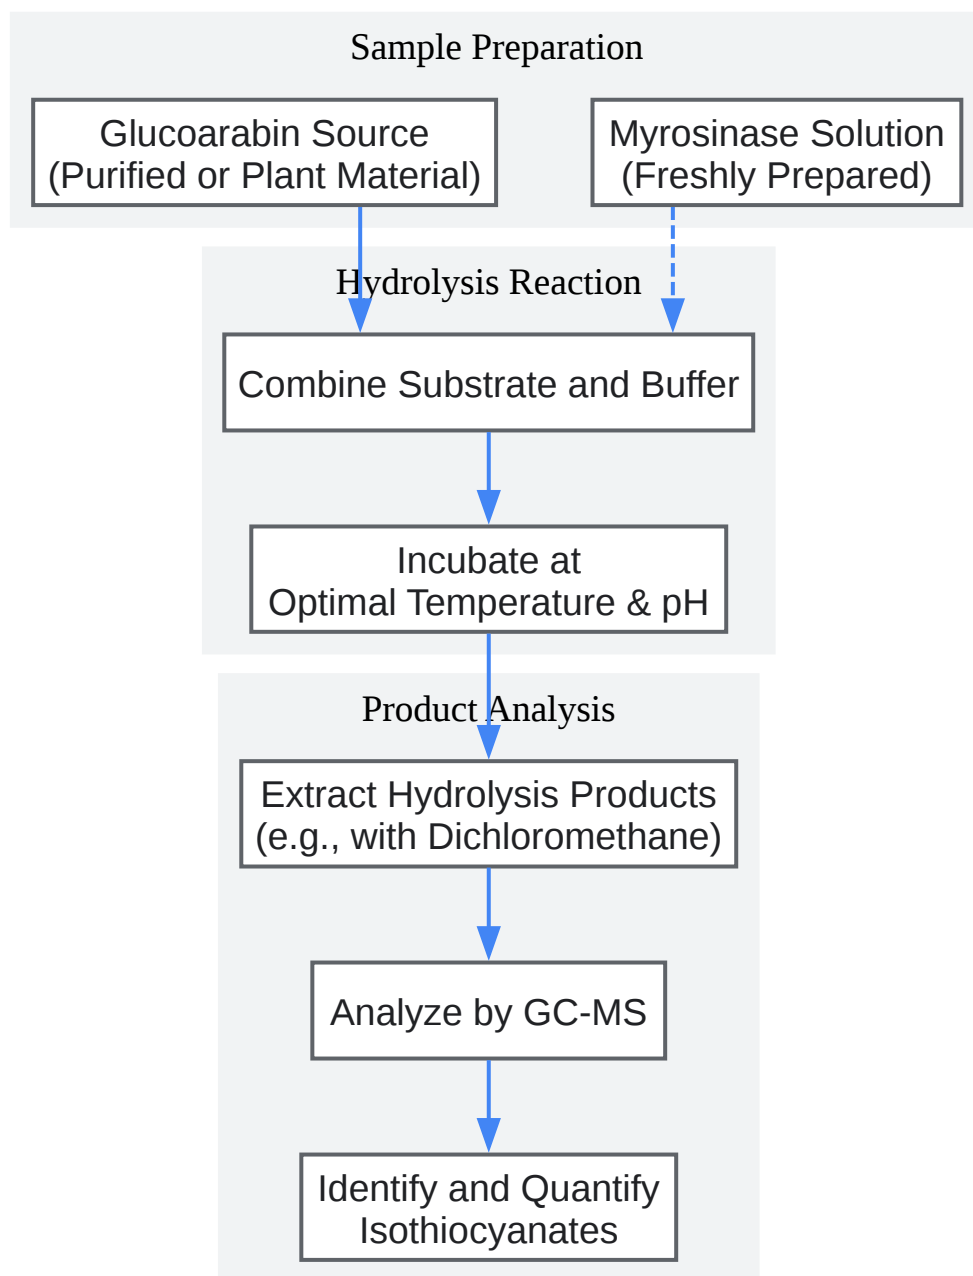 Sample Preparation
Glucoarabin Source
(Purified or Plant Material)
Myrosinase Solution
(Freshly Prepared)
Hydrolysis Reaction
Combine Substrate and Buffer
Incubate at
Optimal Temperature & pH
Product Analysis
Extract Hydrolysis Products
(e.g., with Dichloromethane)
Analyze by GC-MS
Identify and Quantify
Isothiocyanates